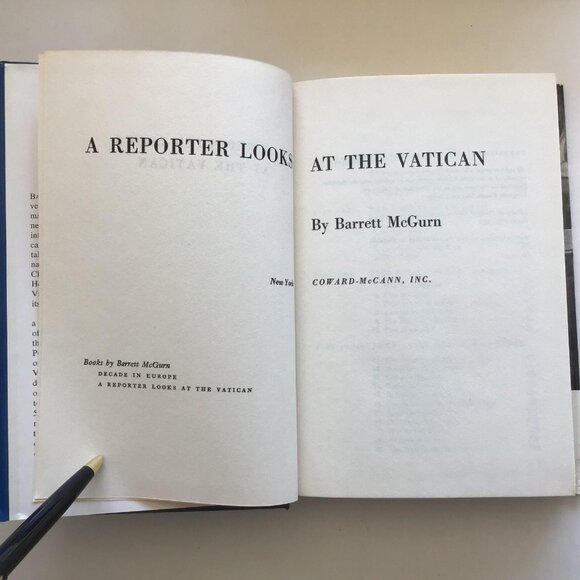 A REPORTER LOOKS AT THE VATICAN
By Barrett McGurn
New York COWARD-McCANN, INC.
Books by Barrett McGurn
DECADE IN EUROPE
A REPORTER LOOKS AT THE VATICAN